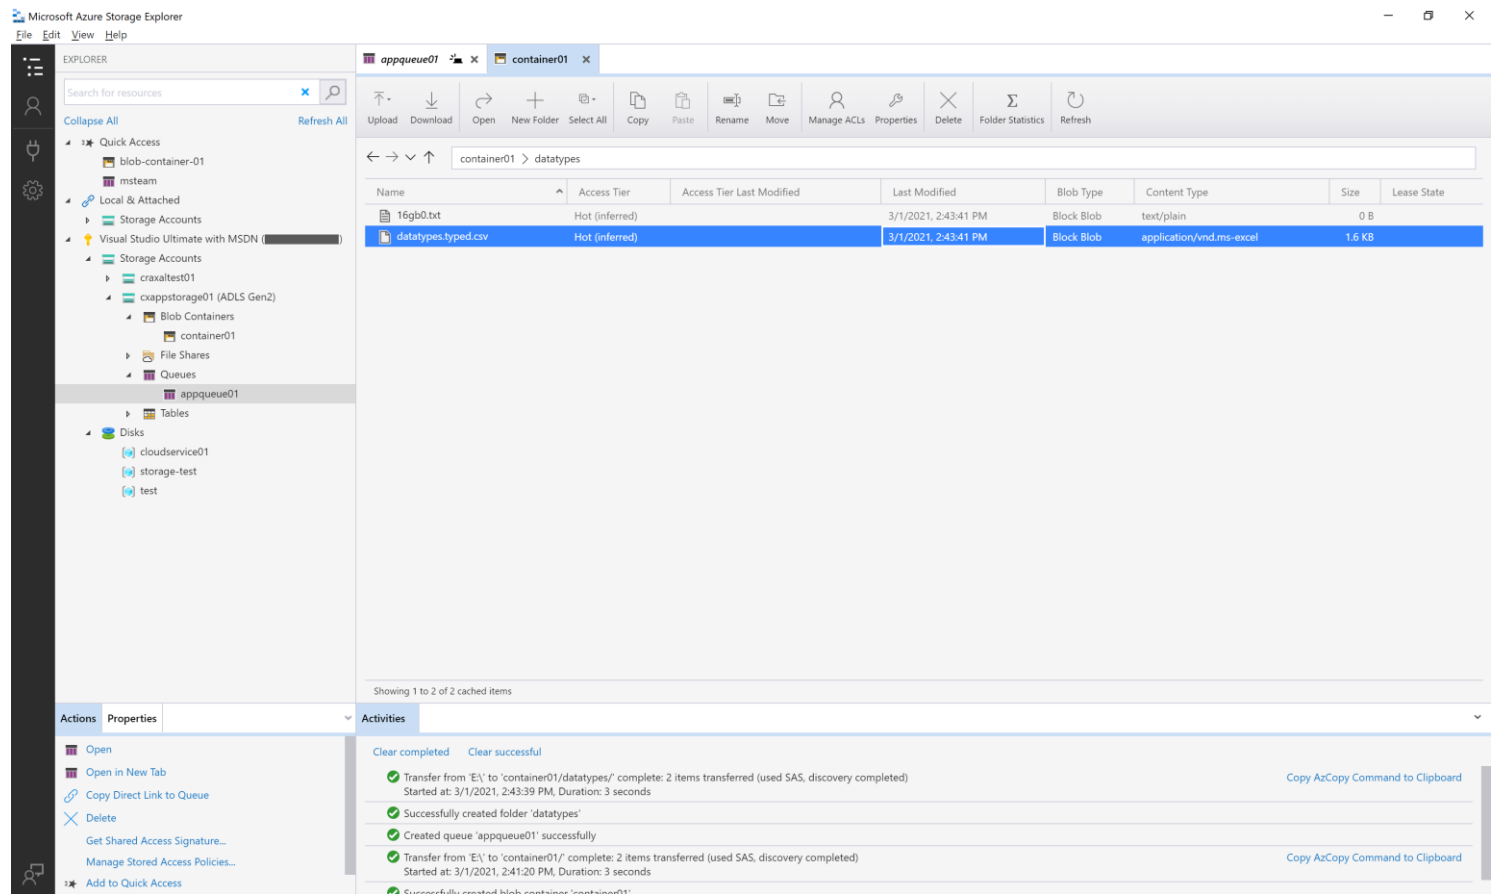 Microsoft Azure Storage Explorer
File Edit View Help
EXPLORER
Search for resources
Collapse All Refresh All
Quick Access
blob-container-01
msteam
Local & Attached
Storage Accounts
Visual Studio Ultimate with MSDN ( )
Storage Accounts
craxaltest01
cxappstorage01 (ADLS Gen2)
Blob Containers
container01
File Shares
Queues
appqueue01
Tables
Disks
cloudservice01
storage-test
test
Actions Properties
Open
Open in New Tab
Copy Direct Link to Queue
Delete
Get Shared Access Signature...
Manage Stored Access Policies...
Add to Quick Access
appqueue01 container01
Upload Download Open New Folder Select All Copy Paste Rename Move Manage ACLs Properties Delete Folder Statistics Refresh
container01 > datatypes
Name Access Tier Access Tier Last Modified Last Modified Blob Type Content Type Size Lease State
16gb0.txt Hot (inferred) 3/1/2021, 2:43:41 PM Block Blob text/plain 0 B
datatypes.typed.csv Hot (inferred) 3/1/2021, 2:43:41 PM Block Blob application/vnd.ms-excel 1.6 KB
Showing 1 to 2 of 2 cached items
Activities
Clear completed Clear successful
Transfer from 'E:\' to 'container01/datatypes/' complete: 2 items transferred (used SAS, discovery completed) Copy AzCopy Command to Clipboard
Started at: 3/1/2021, 2:43:39 PM, Duration: 3 seconds
Successfully created folder 'datatypes'
Created queue 'appqueue01' successfully
Transfer from 'E:\' to 'container01/' complete: 2 items transferred (used SAS, discovery completed) Copy AzCopy Command to Clipboard
Started at: 3/1/2021, 2:41:20 PM, Duration: 3 seconds
Successfully created blob container 'container01'